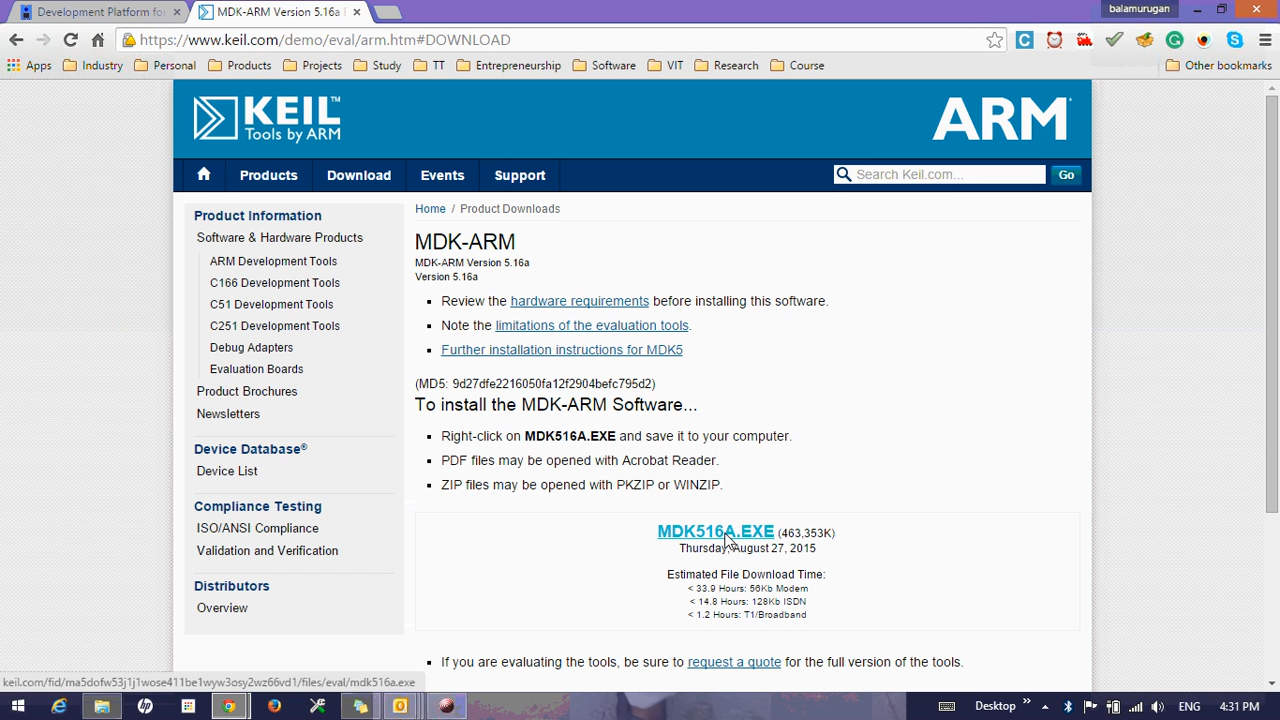 Development Platform for
MDK-ARM Version 5.16a
balamurugan
https://www.keil.com/demo/eval/arm.htm#DOWNLOAD
Apps Industry Personal Products Projects Study TT Entrepreneurship Software VIT Research Course Other bookmarks
KEIL™
Tools by ARM
ARM
Products Download Events Support Search Keil.com... Go
Product Information
Software & Hardware Products
ARM Development Tools
C166 Development Tools
C51 Development Tools
C251 Development Tools
Debug Adapters
Evaluation Boards
Product Brochures
Newsletters
Device Database®
Device List
Compliance Testing
ISO/ANSI Compliance
Validation and Verification
Distributors
Overview
Home / Product Downloads
MDK-ARM
MDK-ARM Version 5.16a
Version 5.16a
Review the hardware requirements before installing this software.
Note the limitations of the evaluation tools.
Further installation instructions for MDK5
(MD5: 9d27dfe2216050fa12f2904befc795d2)
To install the MDK-ARM Software...
Right-click on MDK516A.EXE and save it to your computer.
PDF files may be opened with Acrobat Reader.
ZIP files may be opened with PKZIP or WINZIP.
MDK516A.EXE (463,353K)
Thursday, August 27, 2015
Estimated File Download Time:
< 33.9 Hours: 56Kb Modem
< 14.8 Hours: 128Kb ISDN
< 1.2 Hours: T1/Broadband
If you are evaluating the tools, be sure to request a quote for the full version of the tools.
keil.com/fid/ma5dofw53j1j1wose411be1wyw3osy2wz66vd1/files/eval/mdk516a.exe
Desktop » ENG 4:31 PM